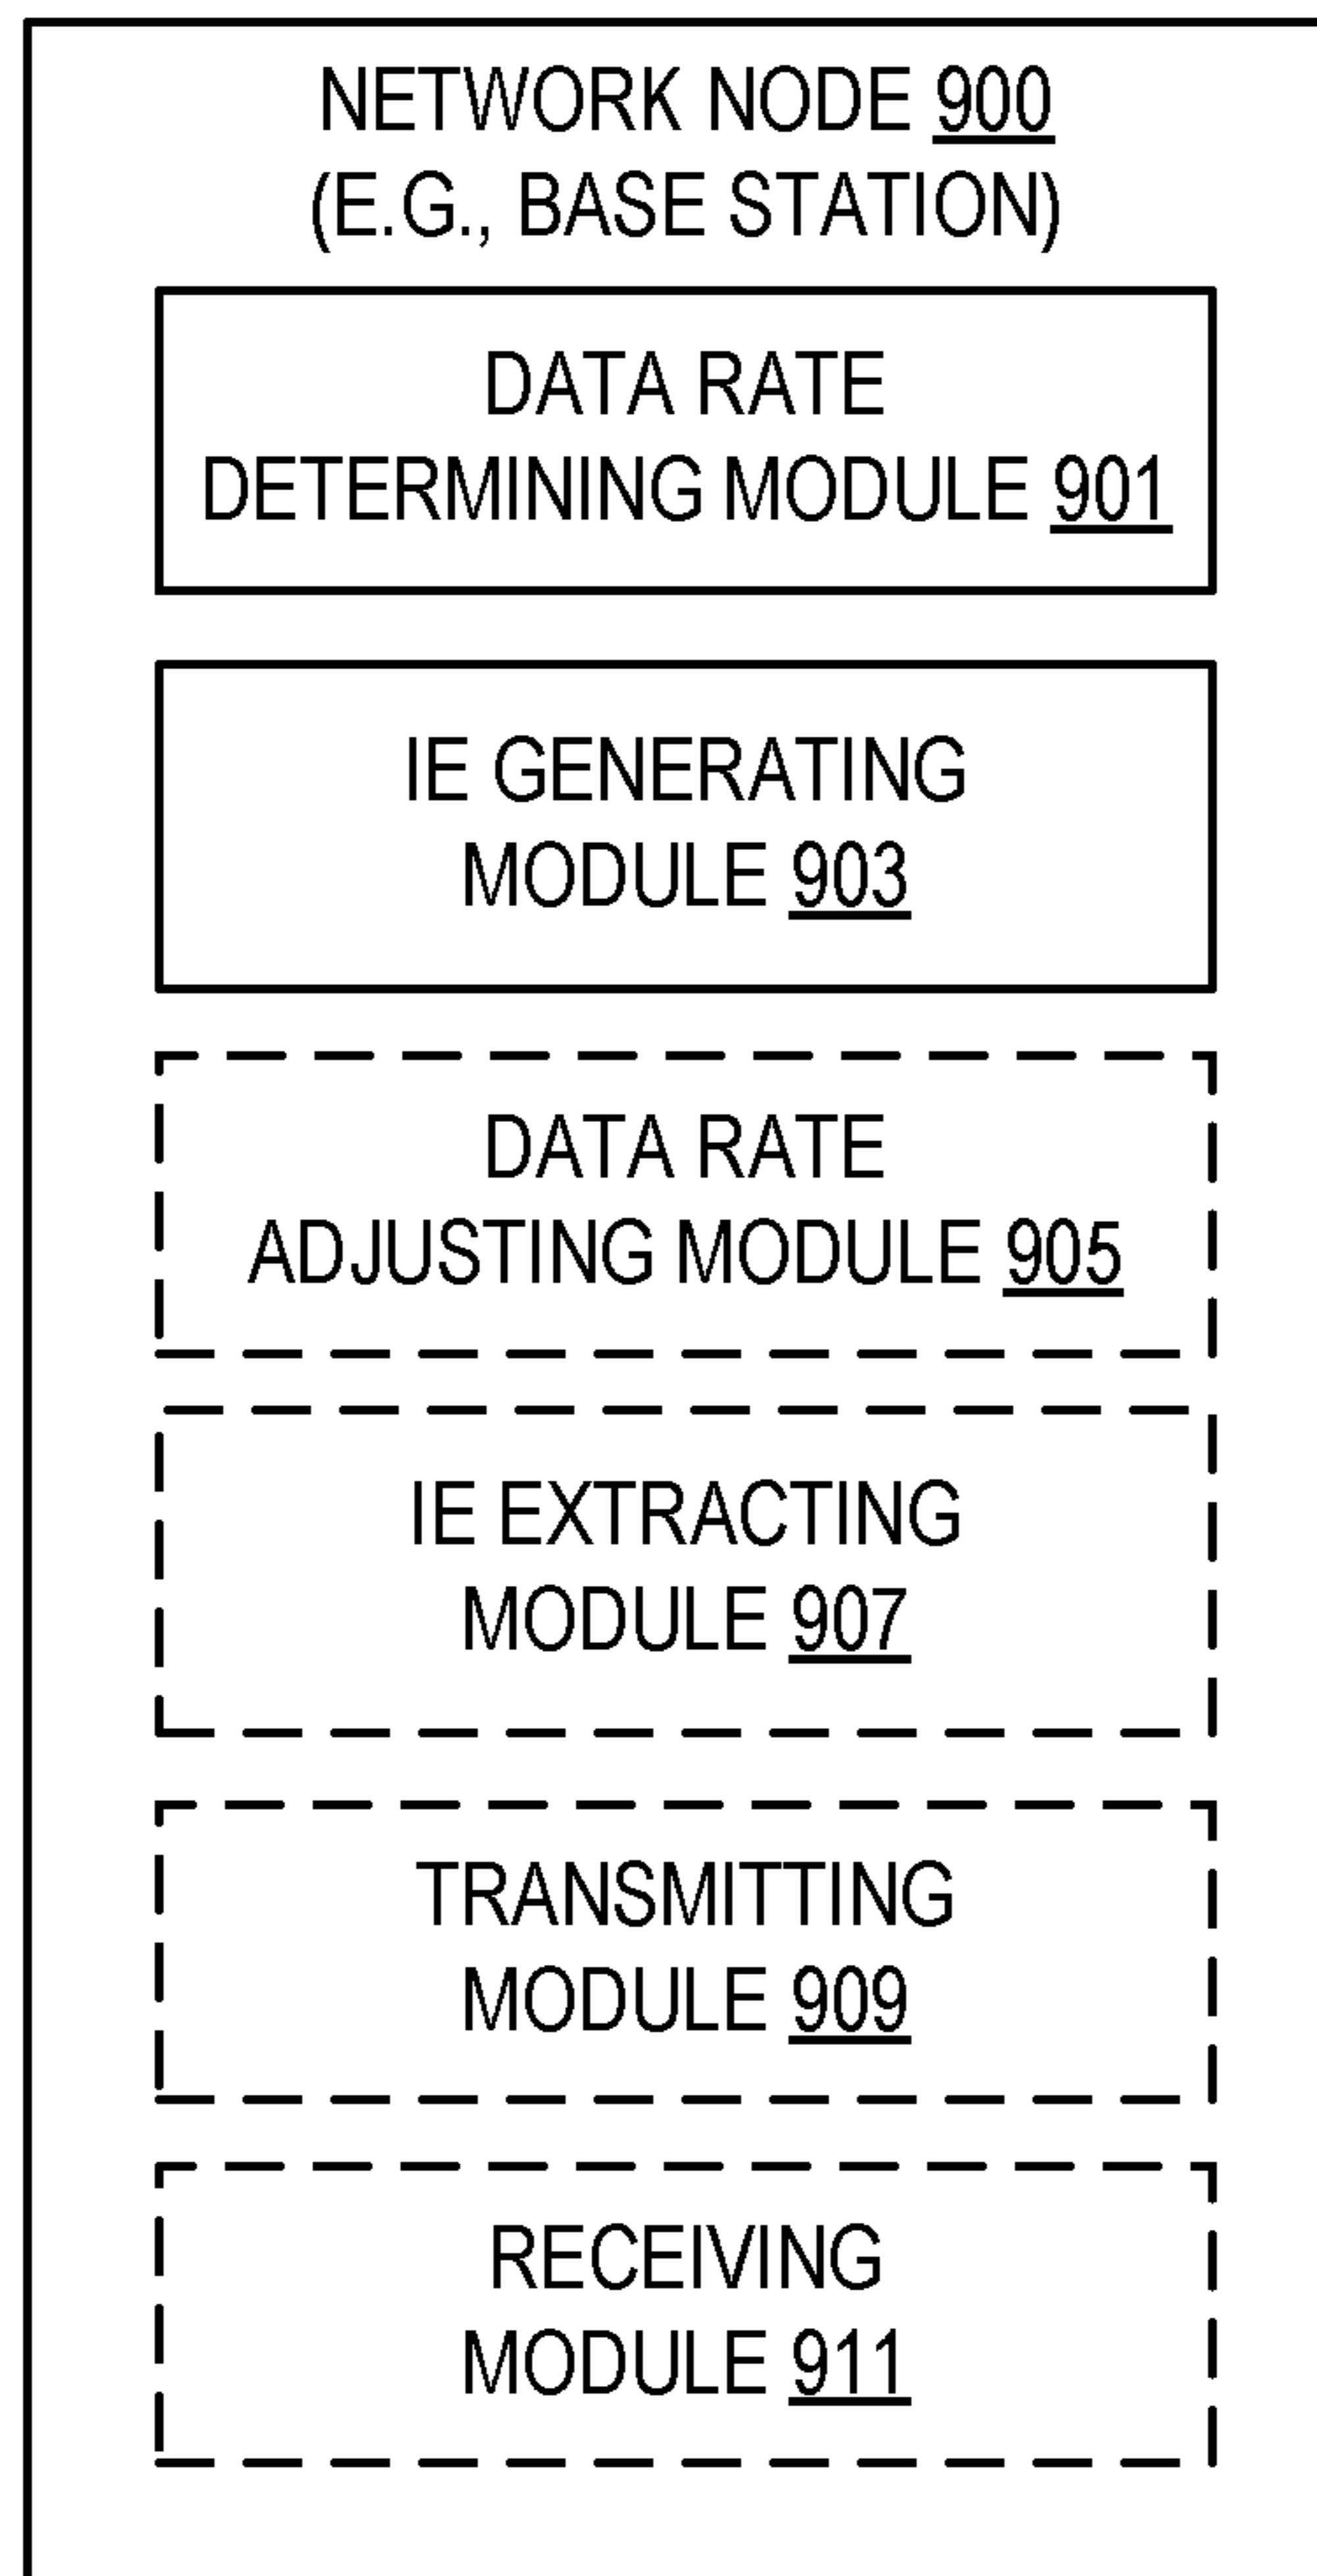 NETWORK NODE 900
(E.G., BASE STATION)
DATA RATE
DETERMINING MODULE 901
IE GENERATING
MODULE 903
DATA RATE
ADJUSTING MODULE 905
IE EXTRACTING
MODULE 907
TRANSMITTING
MODULE 909
RECEIVING
MODULE 911